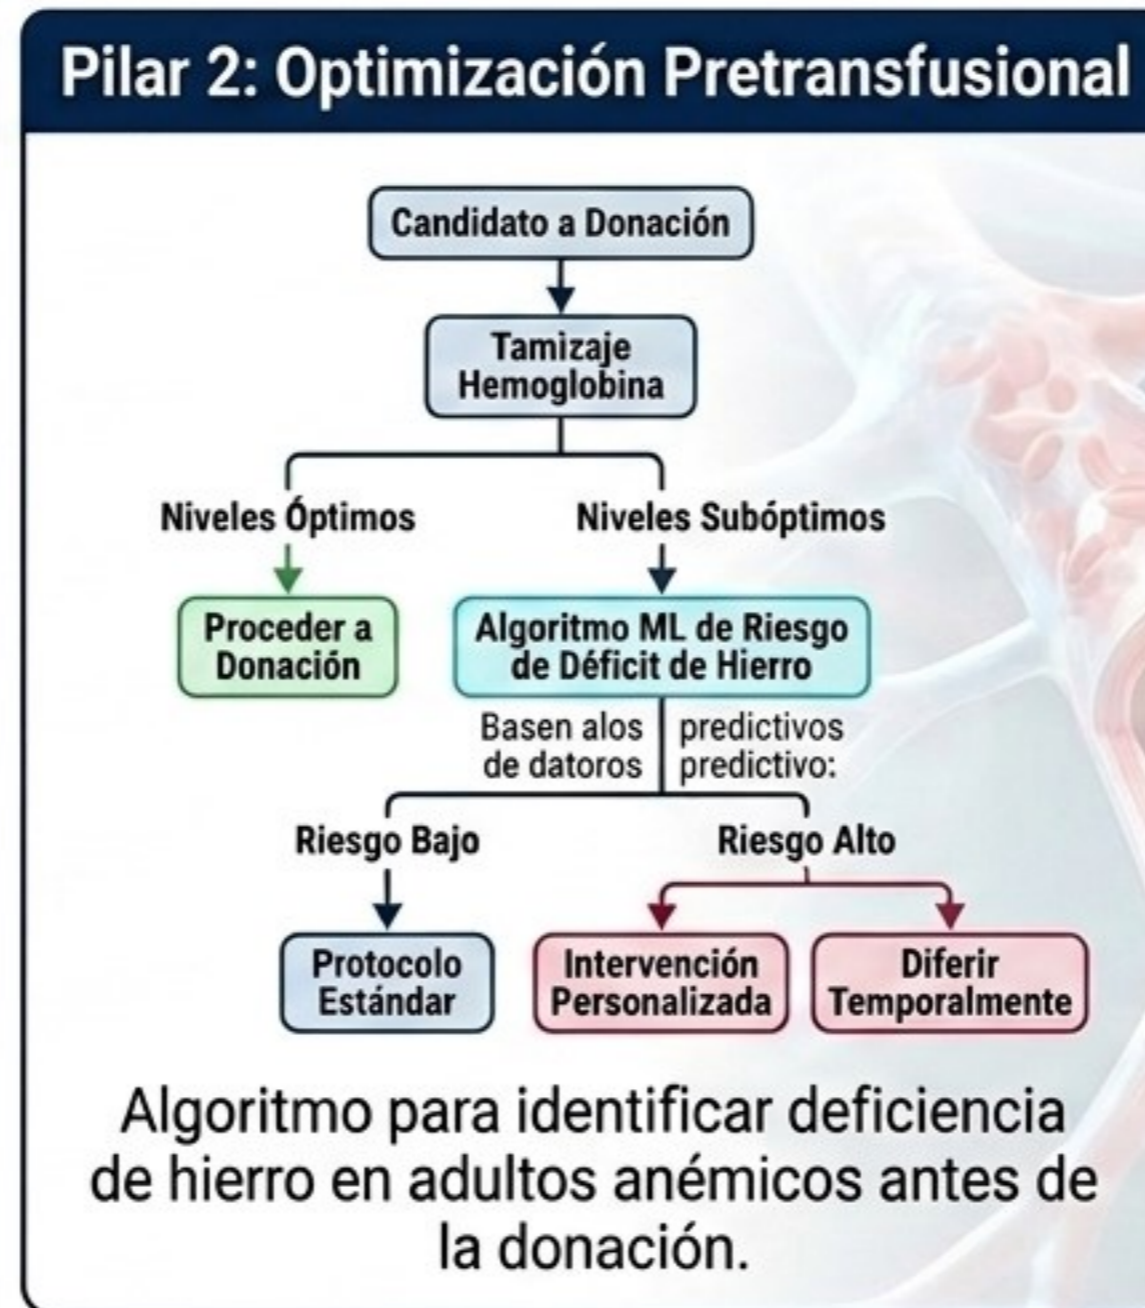 Pilar 2: Optimización Pretransfusional
Candidato a Donación
Tamizaje
Hemoglobina
Niveles Óptimos
Niveles Subóptimos
Proceder a
Donación
Algoritmo ML de Riesgo
de Déficit de Hierro
Basen alos predictivos
de datoros predictivo:
Riesgo Bajo
Riesgo Alto
Protocolo
Estándar
Intervención
Personalizada
Diferir
Temporalmente
Algoritmo para identificar deficiencia
de hierro en adultos anémicos antes de
la donación.